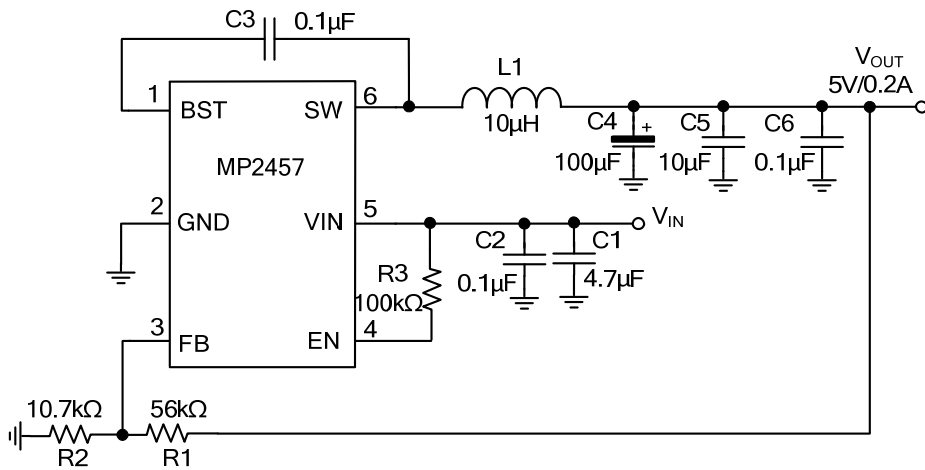 C3
0.1µF
1
BST
SW
6
L1
10µH
VOUT
5V/0.2A
C4
+
100µF
C5
10µF
C6
0.1µF
MP2457
2
GND
VIN
5
VIN
C2
0.1µF
C1
4.7µF
R3
100kΩ
3
FB
EN
4
10.7kΩ
56kΩ
R2
R1